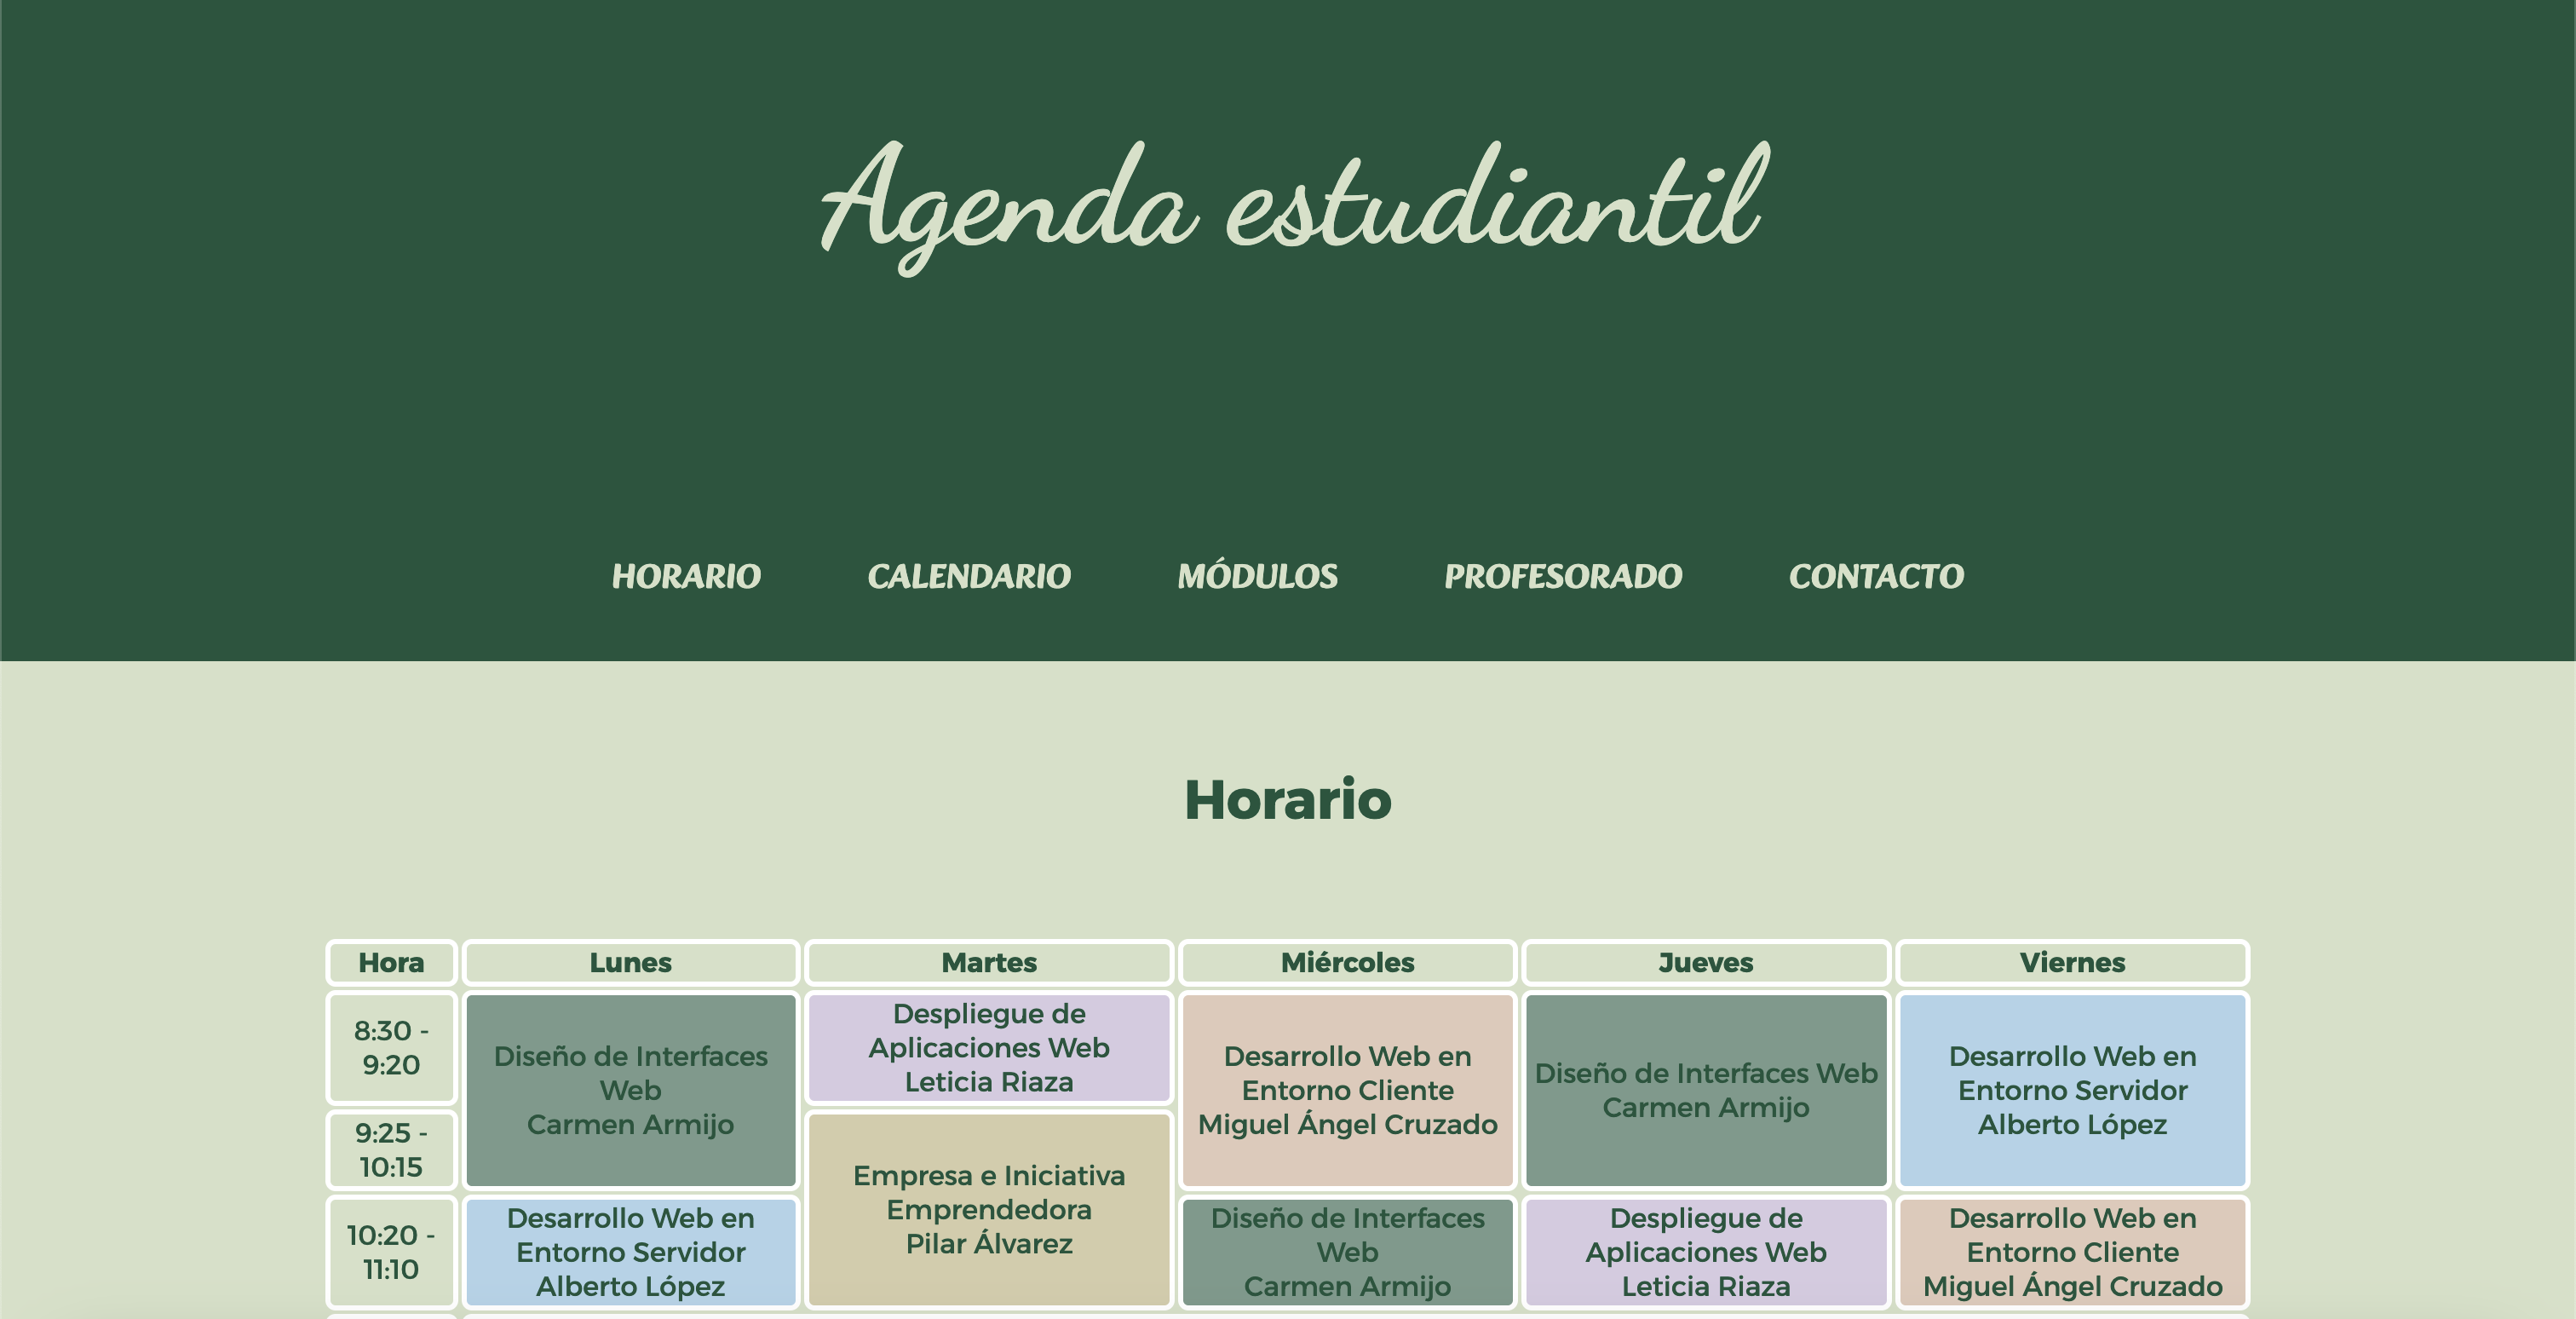 Agenda estudiantil
HORARIO CALENDARIO MÓDULOS PROFESORADO CONTACTO
Horario
Hora Lunes Martes Miércoles Jueves Viernes
8:30 -
9:20
Diseño de Interfaces
Web
Carmen Armijo
Despliegue de
Aplicaciones Web
Leticia Riaza
Desarrollo Web en
Entorno Cliente
Miguel Ángel Cruzado
Diseño de Interfaces Web
Carmen Armijo
Desarrollo Web en
Entorno Servidor
Alberto López
9:25 -
10:15
Empresa e Iniciativa
Emprendedora
Pilar Álvarez
10:20 -
11:10
Desarrollo Web en
Entorno Servidor
Alberto López
Diseño de Interfaces
Web
Carmen Armijo
Despliegue de
Aplicaciones Web
Leticia Riaza
Desarrollo Web en
Entorno Cliente
Miguel Ángel Cruzado